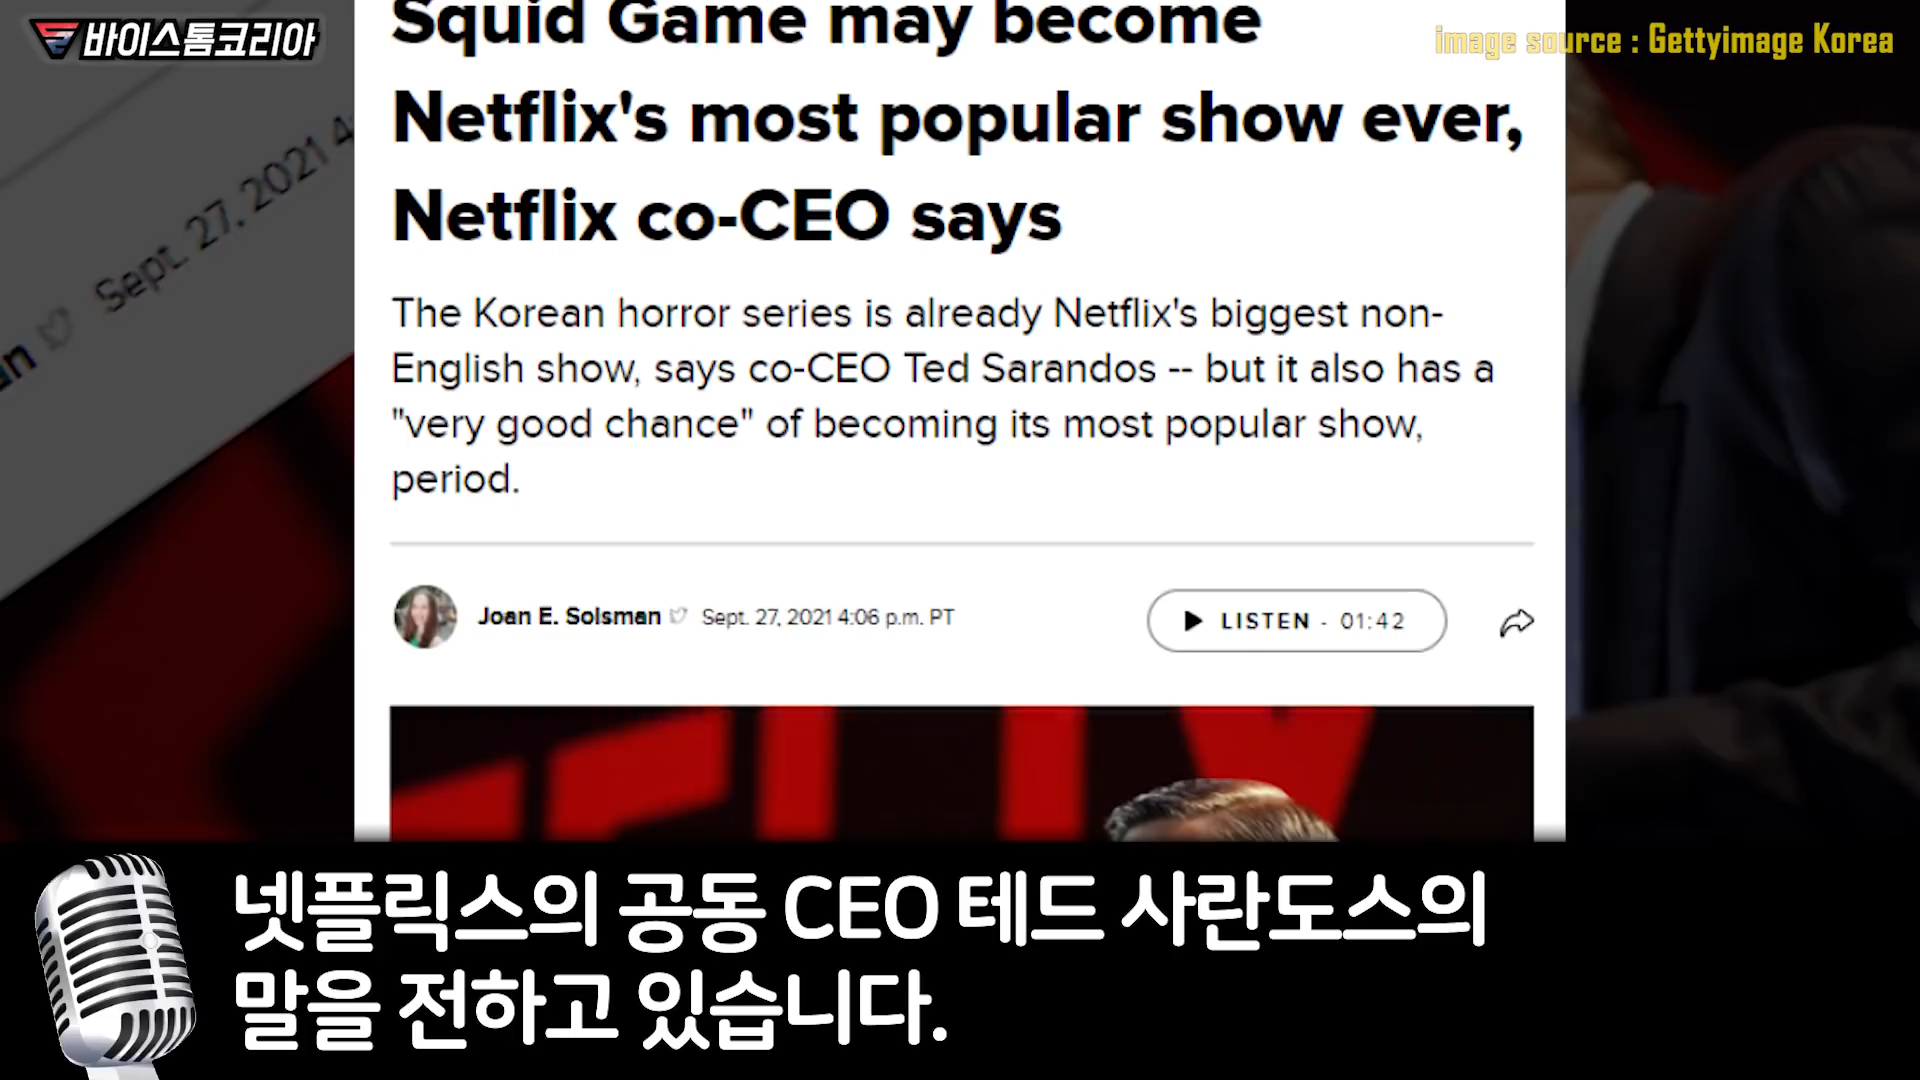 바이스톰코리아
image source : Gettyimage Korea
Squid Game may become
Netflix's most popular show ever,
Netflix co-CEO says
The Korean horror series is already Netflix's biggest non-
English show, says co-CEO Ted Sarandos -- but it also has a
"very good chance" of becoming its most popular show,
period.
Joan E. Solsman Sept. 27, 2021 4:06 p.m. PT
LISTEN - 01:42
an Sept. 27, 2021 4:
넷플릭스의 공동 CEO 테드 사란도스의
말을 전하고 있습니다.